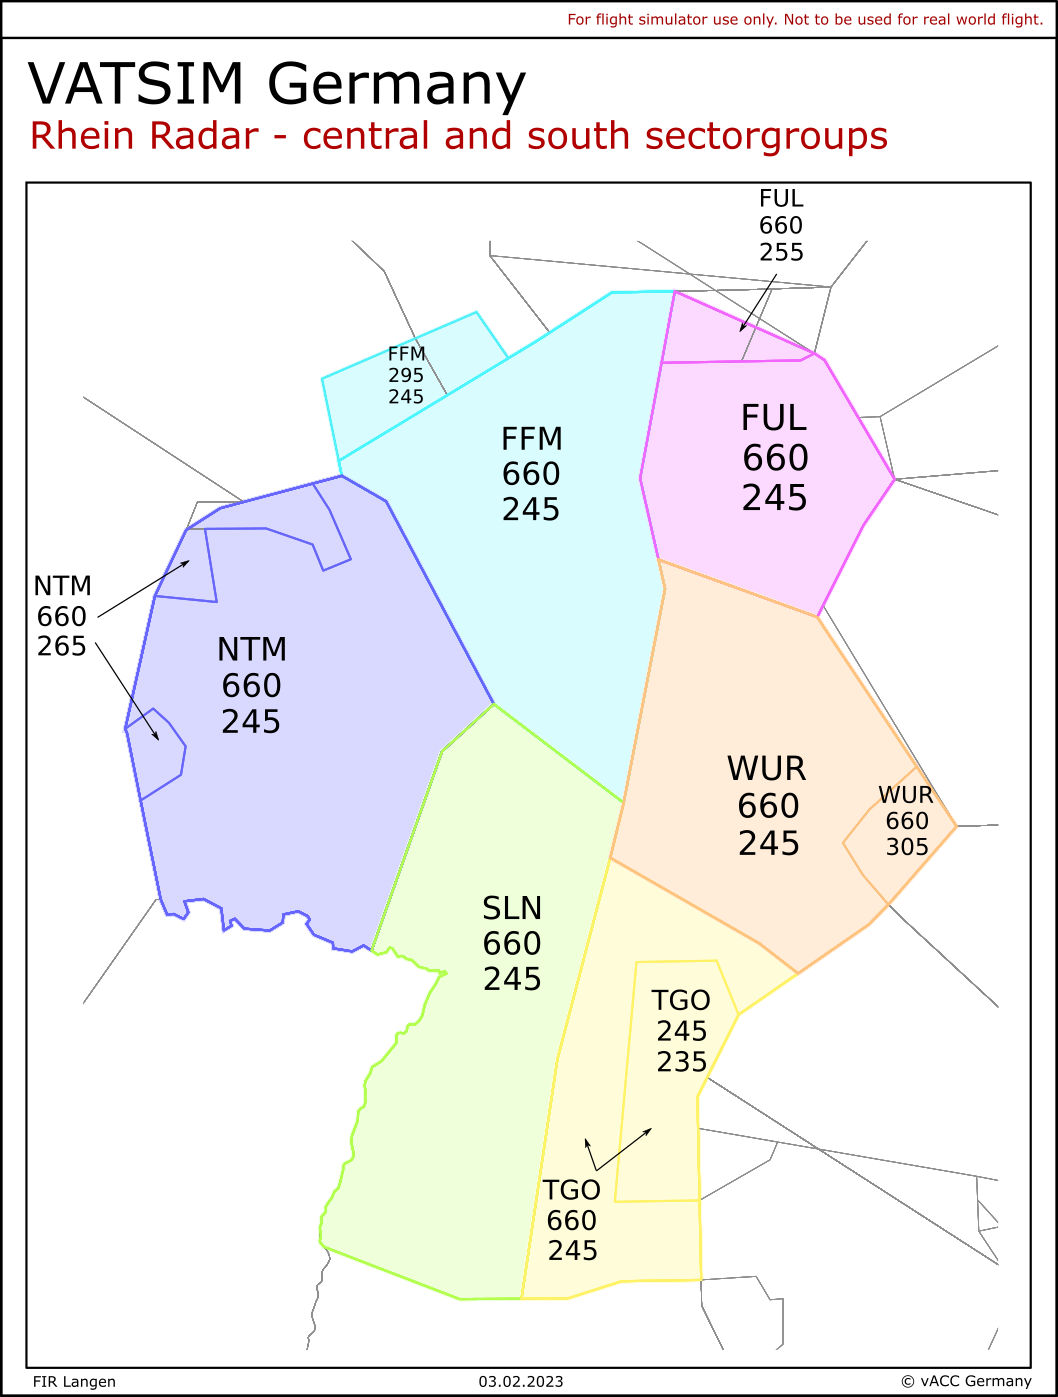 For flight simulator use only. Not to be used for real world flight.
VATSIM Germany
Rhein Radar - central and south sectorgroups
FUL
660
255
FFM
295
245
FFM
660
245
FUL
660
245
NTM
660
265
NTM
660
245
WUR
660
245
WUR
660
305
SLN
660
245
TGO
245
235
TGO
660
245
FIR Langen
03.02.2023
© vACC Germany